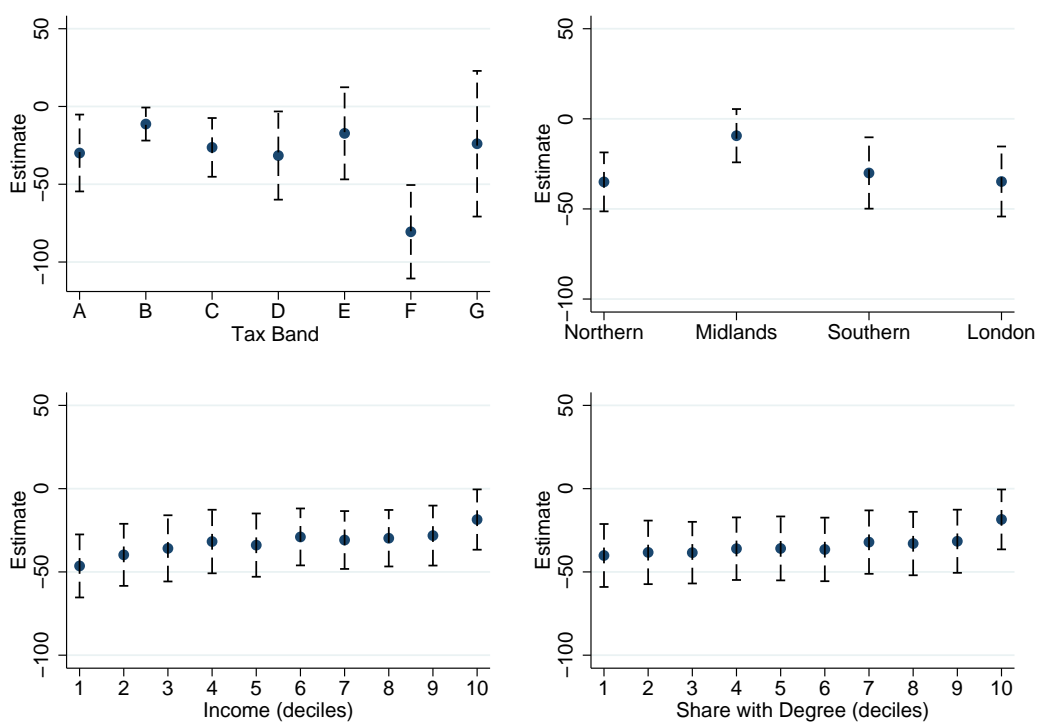 50
0
−50
−100
Estimate
A B C D E F G
Tax Band
50
0
−50
−100
Estimate
Northern Midlands Southern London
50
0
−50
−100
Estimate
1 2 3 4 5 6 7 8 9 10
Income (deciles)
50
0
−50
−100
Estimate
1 2 3 4 5 6 7 8 9 10
Share with Degree (deciles)